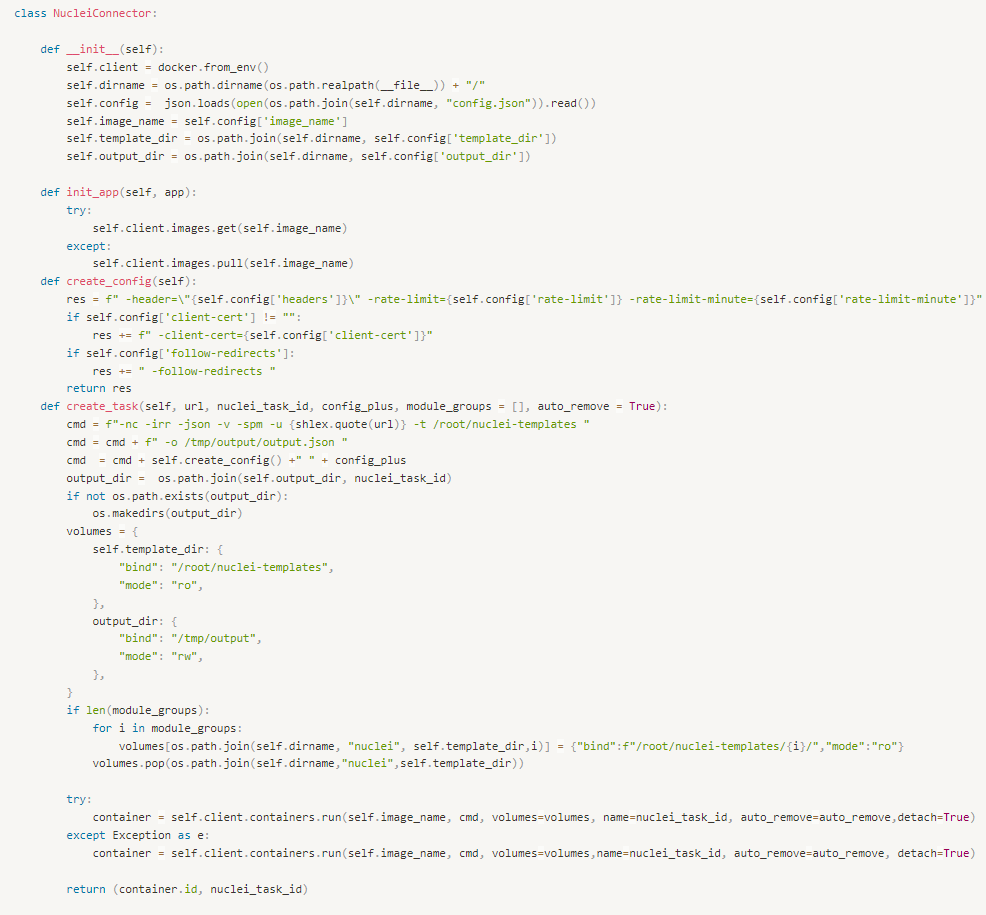 class NucleiConnector:

    def __init__(self):
        self.client = docker.from_env()
        self.dirname = os.path.dirname(os.path.realpath(__file__)) + "/"
        self.config =  json.loads(open(os.path.join(self.dirname, "config.json")).read())
        self.image_name = self.config['image_name']
        self.template_dir = os.path.join(self.dirname, self.config['template_dir'])
        self.output_dir = os.path.join(self.dirname, self.config['output_dir'])

    def init_app(self, app):
        try:
            self.client.images.get(self.image_name)
        except:
            self.client.images.pull(self.image_name)
    def create_config(self):
        res = f" -header=\"{self.config['headers']}\" -rate-limit={self.config['rate-limit']} -rate-limit-minute={self.config['rate-limit-minute']}"
        if self.config['client-cert'] != "":
            res += f" -client-cert={self.config['client-cert']}"
        if self.config['follow-redirects']:
            res += " -follow-redirects "
        return res
    def create_task(self, url, nuclei_task_id, config_plus, module_groups = [], auto_remove = True):
        cmd = f"-nc -irr -json -v -spm -u {shlex.quote(url)} -t /root/nuclei-templates "
        cmd = cmd + f" -o /tmp/output/output.json "
        cmd  = cmd + self.create_config() +" " + config_plus
        output_dir =  os.path.join(self.output_dir, nuclei_task_id)
        if not os.path.exists(output_dir):
            os.makedirs(output_dir)
        volumes = {
            self.template_dir: {
                "bind": "/root/nuclei-templates",
                "mode": "ro",
            },
            output_dir: {
                "bind": "/tmp/output",
                "mode": "rw",
            },
        }
        if len(module_groups):
            for i in module_groups:
                volumes[os.path.join(self.dirname, "nuclei", self.template_dir,i)] = {"bind":f"/root/nuclei-templates/{i}/","mode":"ro"}
            volumes.pop(os.path.join(self.dirname,"nuclei",self.template_dir))

        try:
            container = self.client.containers.run(self.image_name, cmd, volumes=volumes, name=nuclei_task_id, auto_remove=auto_remove,detach=True)
        except Exception as e:
            container = self.client.containers.run(self.image_name, cmd, volumes=volumes,name=nuclei_task_id, auto_remove=auto_remove, detach=True)

        return (container.id, nuclei_task_id)